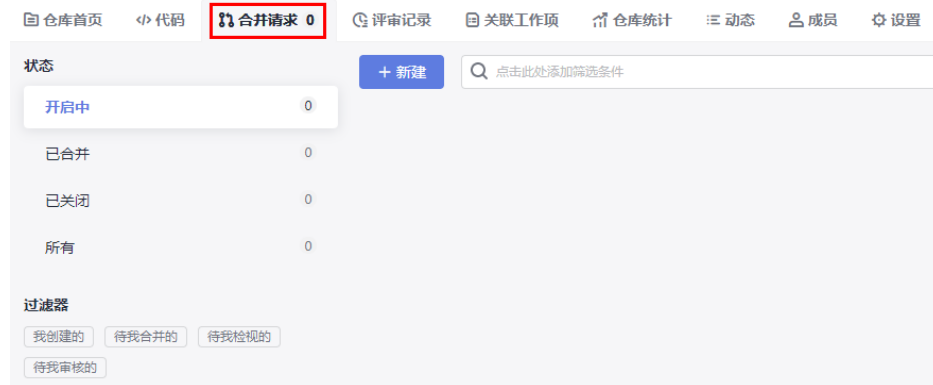 仓库首页 代码 合并请求 0 评审记录 关联工作项 仓库统计 动态 成员 设置
状态
新建 点击此处添加筛选条件
开启中 0
已合并 0
已关闭 0
所有 0
过滤器
我创建的 待我合并的 待我检视的
待我审核的